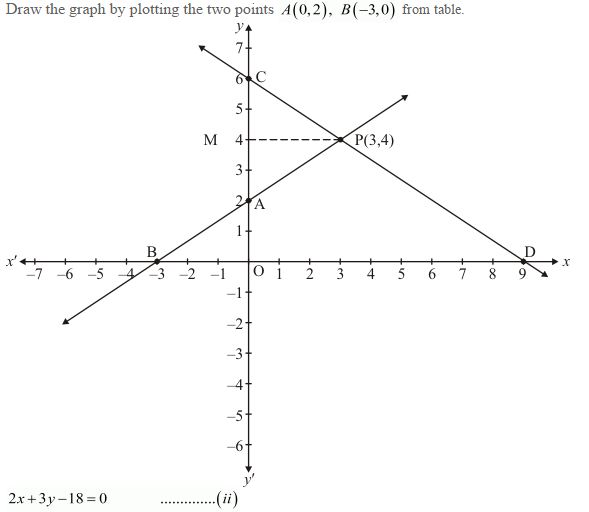 Draw the graph by plotting the two points A(0,2), B(−3,0) from table.
y
7
6 C
5
M 4 P(3,4)
3
2 A
1
B D
x′ x
−7 −6 −5 −4 −3 −2 −1 O 1 2 3 4 5 6 7 8 9
−1
−2
−3
−4
−5
−6
y′
2x+3y−18=0 ..............(ii)